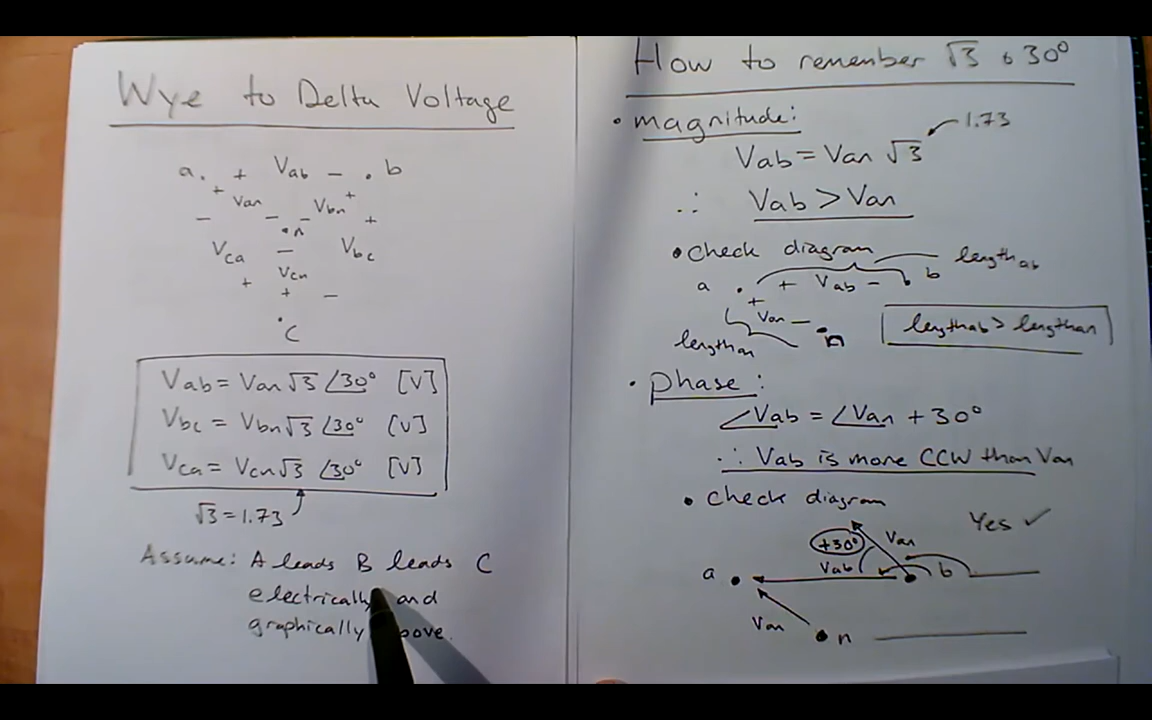 Wye to Delta Voltage
a. + Vab - . b
+ Van - - Vbn +
- .n +
Vca - Vbc
Vcn
+ + -
. C
Vab = Van √3 ∠30° [V]
Vbc = Vbn √3 ∠30° [V]
Vca = Vcn √3 ∠30° [V]
√3 = 1.73
Assume: A leads B leads C
electrically and
graphically
How to remember √3 & 30°
• magnitude:
1.73
Vab = Van √3
∴ Vab > Van
• check diagram
lengthab
a . + Vab - . b
+ Van - . n
lengthan
lengthab > lengthan
• phase:
∠Vab = ∠Van + 30°
∴ Vab is more CCW than Van
• check diagram
Yes ✓
+30° Van
Vab
a b
Van n